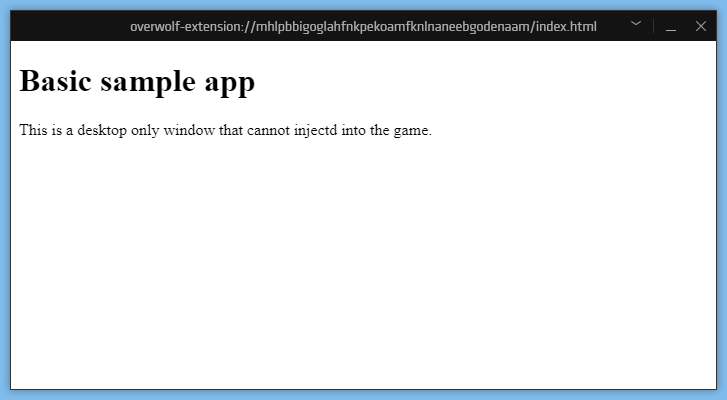 overwolf-extension://mhlpbbigoglahfnkpekoamfknlnaneebgodenaam/index.html
Basic sample app
This is a desktop only window that cannot injectd into the game.